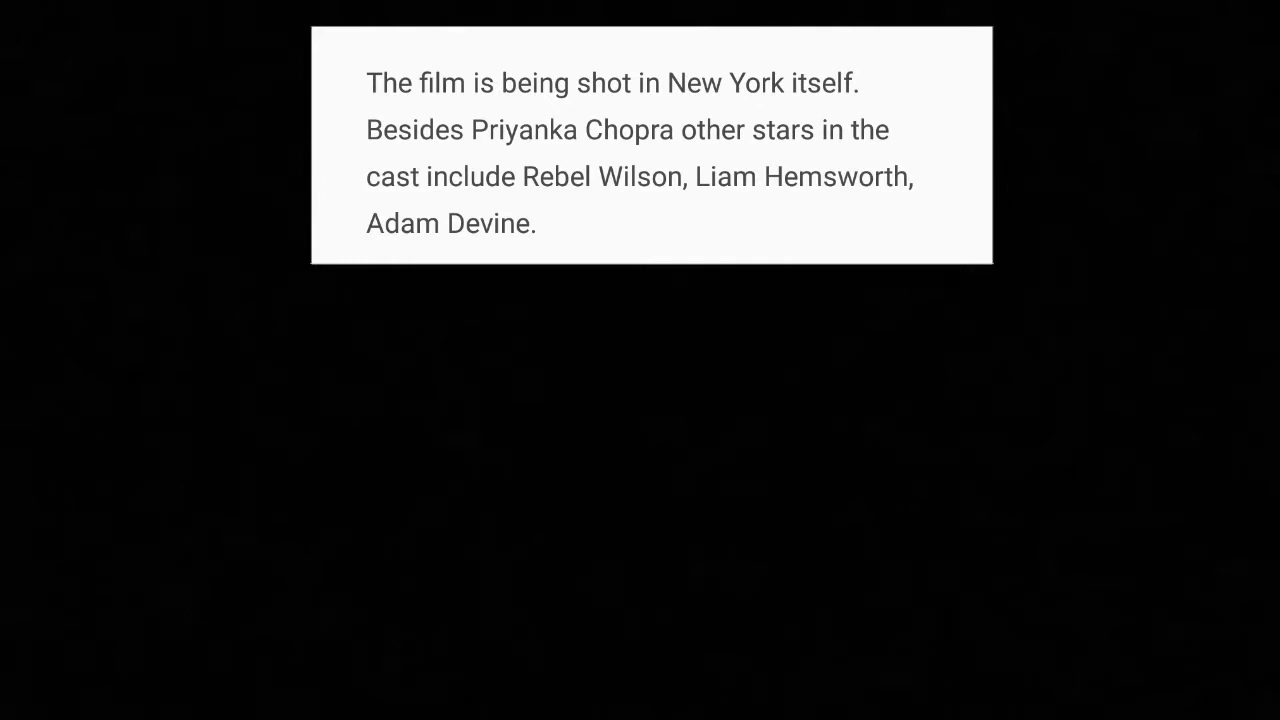 The film is being shot in New York itself.
Besides Priyanka Chopra other stars in the
cast include Rebel Wilson, Liam Hemsworth,
Adam Devine.